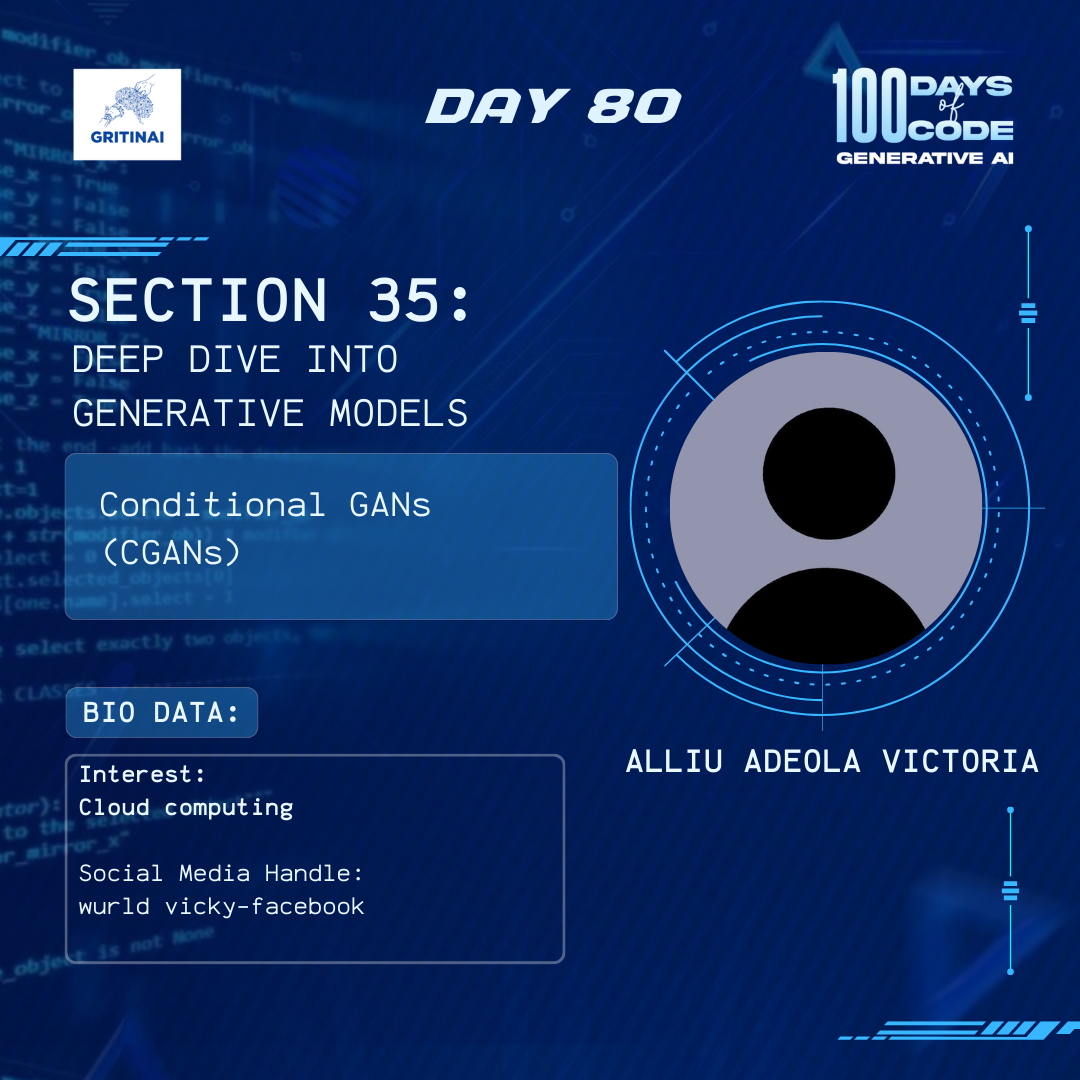 GRITINAI
DAY 80
100 DAYS
of
CODE
GENERATIVE AI
SECTION 35:
DEEP DIVE INTO
GENERATIVE MODELS
Conditional GANs
(CGANs)
BIO DATA:
Interest:
Cloud computing
Social Media Handle:
wurld vicky-facebook
ALLIU ADEOLA VICTORIA